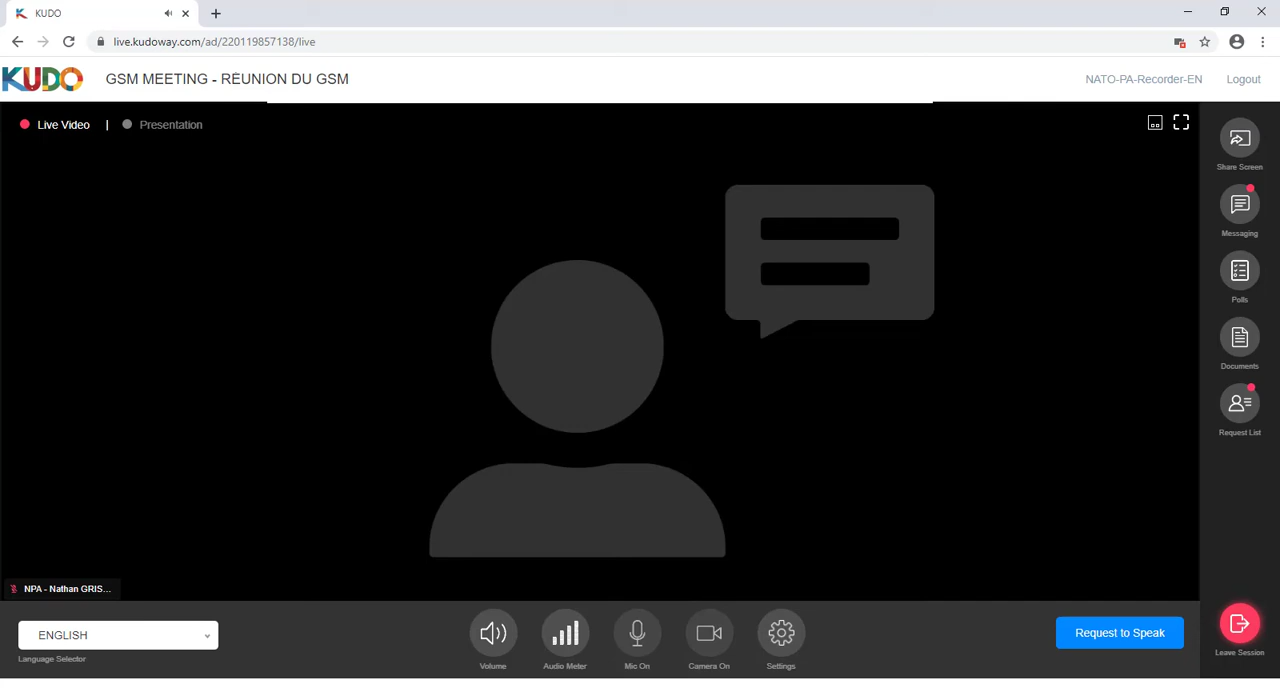 KUDO
live.kudoway.com/ad/220119857138/live
KUDO
GSM MEETING - RÉUNION DU GSM
NATO-PA-Recorder-EN
Logout
Live Video | Presentation
Share Screen
Messaging
Polls
Documents
Request List
NPA - Nathan GRIS...
ENGLISH
Language Selector
Volume
Audio Meter
Mic On
Camera On
Settings
Request to Speak
Leave Session